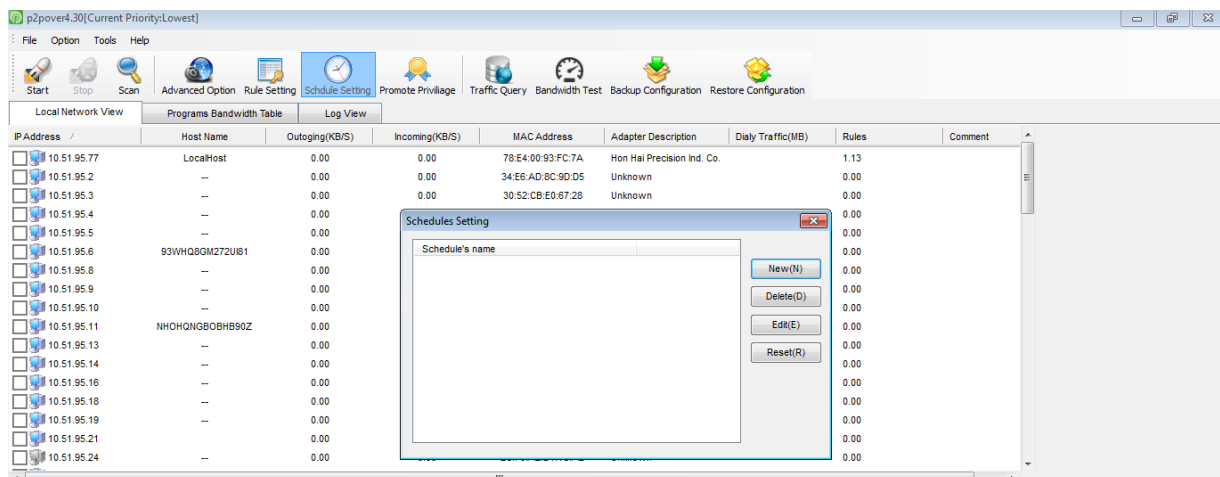 p2pover4.30[Current Priority:Lowest]
File Option Tools Help
Start Stop Scan Advanced Option Rule Setting Schdule Setting Promote Priviliage Traffic Query Bandwidth Test Backup Configuration Restore Configuration
Local Network View Programs Bandwidth Table Log View
IP Address / Host Name Outoging(KB/S) Incoming(KB/S) MAC Address Adapter Description Dialy Traffic(MB) Rules Comment
10.51.95.77 LocalHost 0.00 0.00 78:E4:00:93:FC:7A Hon Hai Precision Ind. Co. 1.13
10.51.95.2 -- 0.00 0.00 34:E6:AD:8C:9D:D5 Unknown 0.00
10.51.95.3 -- 0.00 0.00 30:52:CB:E0:67:28 Unknown 0.00
10.51.95.4 -- 0.00 0.00
10.51.95.5 -- 0.00 0.00
10.51.95.6 93WHQ8GM272UI81 0.00 0.00
10.51.95.8 -- 0.00 0.00
10.51.95.9 -- 0.00 0.00
10.51.95.10 -- 0.00 0.00
10.51.95.11 NHOHQNGBOBHB90Z 0.00 0.00
10.51.95.13 -- 0.00 0.00
10.51.95.14 -- 0.00 0.00
10.51.95.16 -- 0.00 0.00
10.51.95.18 -- 0.00 0.00
10.51.95.19 -- 0.00 0.00
10.51.95.21 0.00 0.00
10.51.95.24 -- 0.00 0.00
Schedules Setting
Schedule's name
New(N)
Delete(D)
Edit(E)
Reset(R)